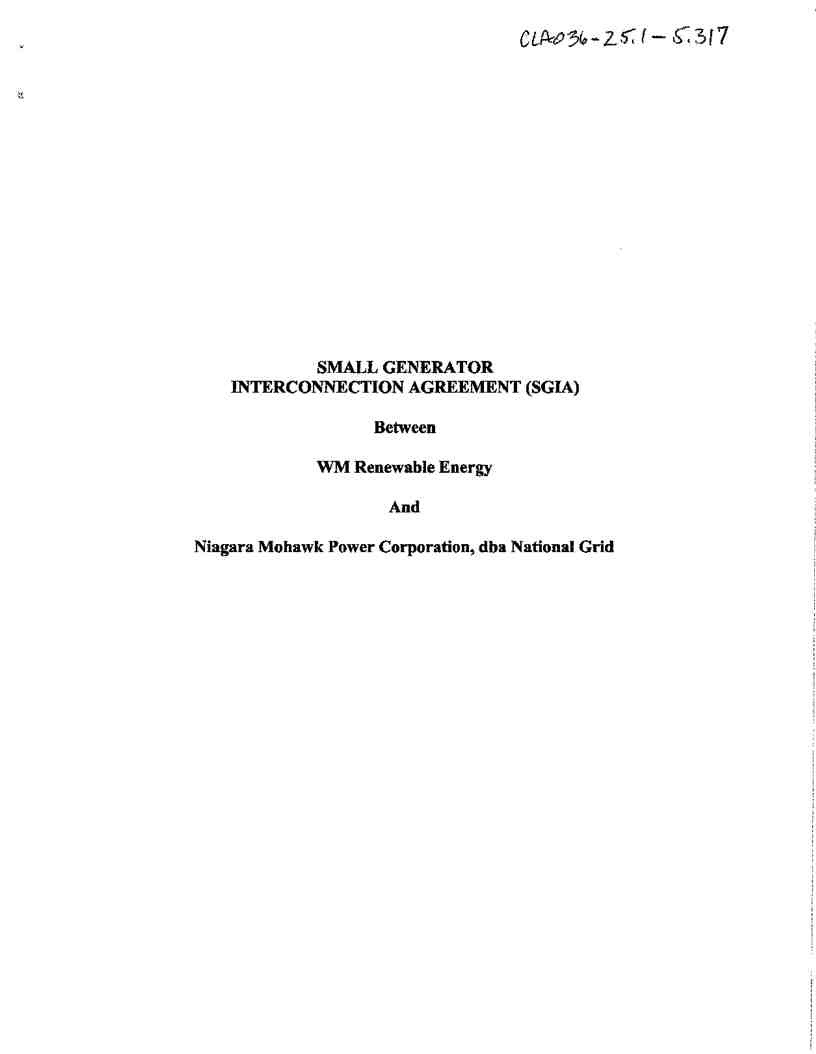 CLA036-25.1-5.317
SMALL GENERATOR
INTERCONNECTION AGREEMENT (SGIA)
Between
WM Renewable Energy
And
Niagara Mohawk Power Corporation, dba National Grid